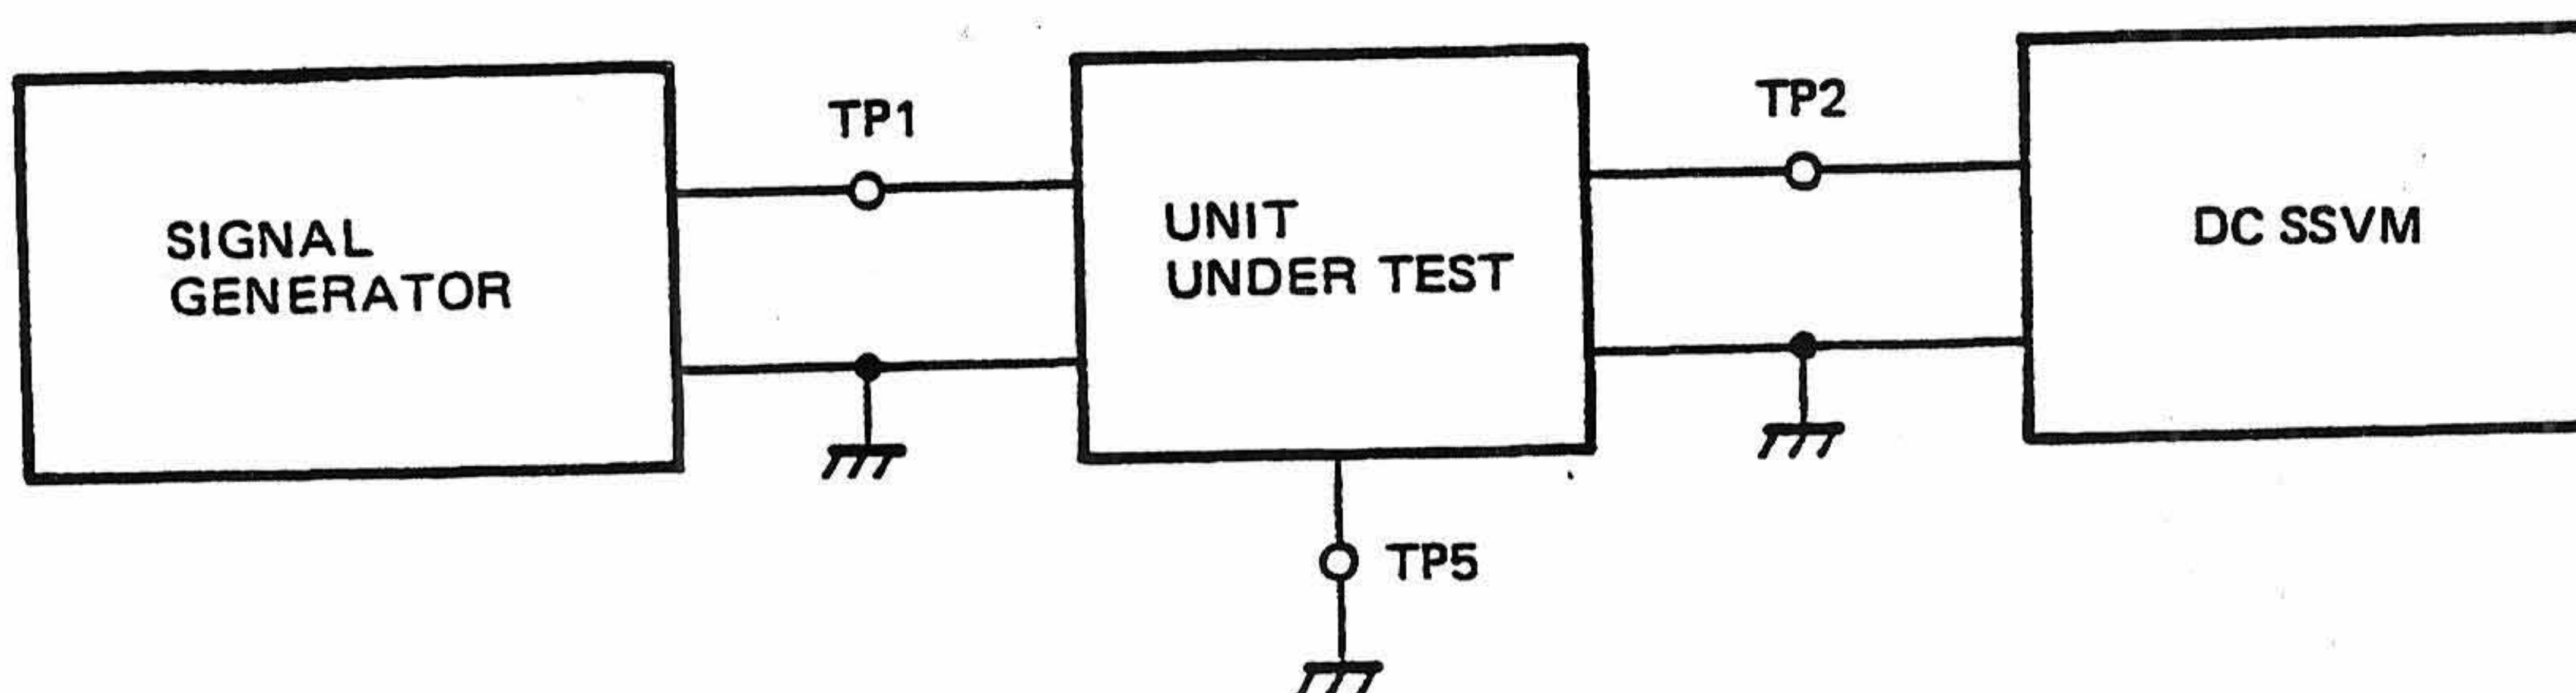 TP1
TP2
SIGNAL
GENERATOR
UNIT
UNDER TEST
DC SSVM
TP5